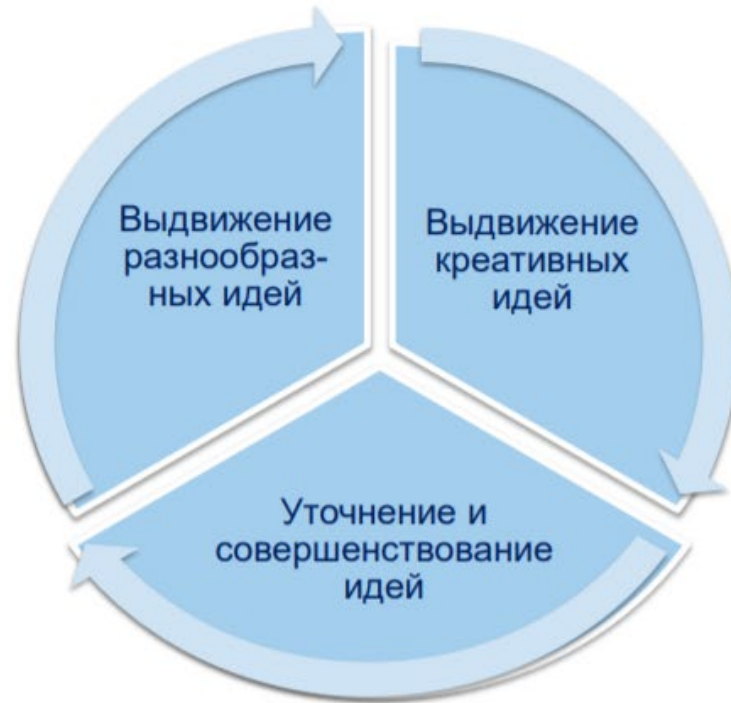 Выдвижение
разнообраз-
ных идей
Выдвижение
креативных
идей
Уточнение и
совершенствование
идей